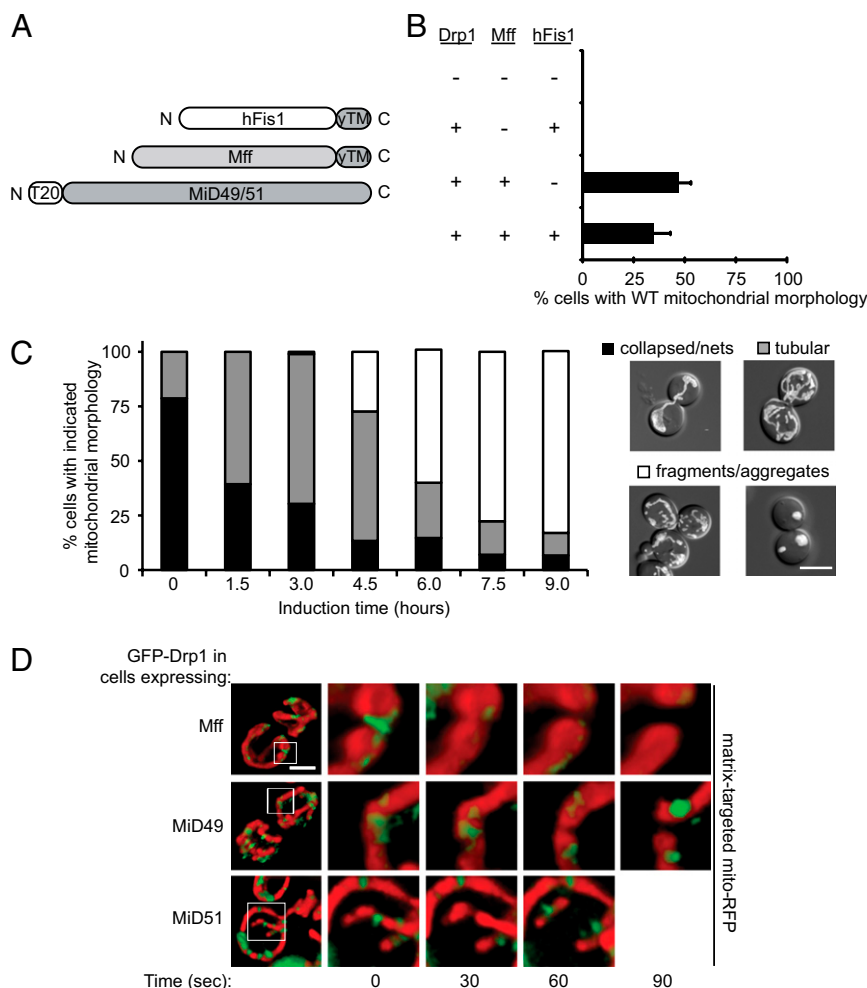 A
N hFis1 yTM C
N Mff yTM C
N T20 MiD49/51 C
B
Drp1 Mff hFis1
- - -
+ - +
+ + -
+ + +
0 25 50 75 100
% cells with WT mitochondrial morphology
C
% cells with indicated
mitochondrial morphology
100
75
50
25
0
0 1.5 3.0 4.5 6.0 7.5 9.0
Induction time (hours)
collapsed/nets tubular
fragments/aggregates
D
GFP-Drp1 in
cells expressing:
Mff
MiD49
MiD51
matrix-targeted mito-RFP
Time (sec): 0 30 60 90